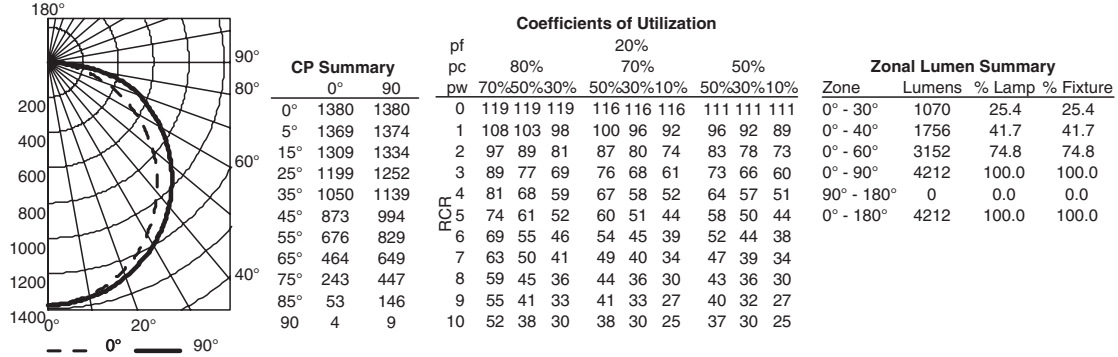 180°
90°
80°
60°
40°
200
400
600
800
1000
1200
1400
0° 20°
0° 90°
CP Summary
0° 90
0° 1380 1380
5° 1369 1374
15° 1309 1334
25° 1199 1252
35° 1050 1139
45° 873 994
55° 676 829
65° 464 649
75° 243 447
85° 53 146
90 4 9
Coefficients of Utilization
pf 20%
pc 80% 70% 50%
pw 70%50%30% 50%30%10% 50%30%10%
RCR
0 119 119 119 116 116 116 111 111 111
1 108 103 98 100 96 92 96 92 89
2 97 89 81 87 80 74 83 78 73
3 89 77 69 76 68 61 73 66 60
4 81 68 59 67 58 52 64 57 51
5 74 61 52 60 51 44 58 50 44
6 69 55 46 54 45 39 52 44 38
7 63 50 41 49 40 34 47 39 34
8 59 45 36 44 36 30 43 36 30
9 55 41 33 41 33 27 40 32 27
10 52 38 30 38 30 25 37 30 25
Zonal Lumen Summary
Zone Lumens % Lamp % Fixture
0° - 30° 1070 25.4 25.4
0° - 40° 1756 41.7 41.7
0° - 60° 3152 74.8 74.8
0° - 90° 4212 100.0 100.0
90° - 180° 0 0.0 0.0
0° - 180° 4212 100.0 100.0